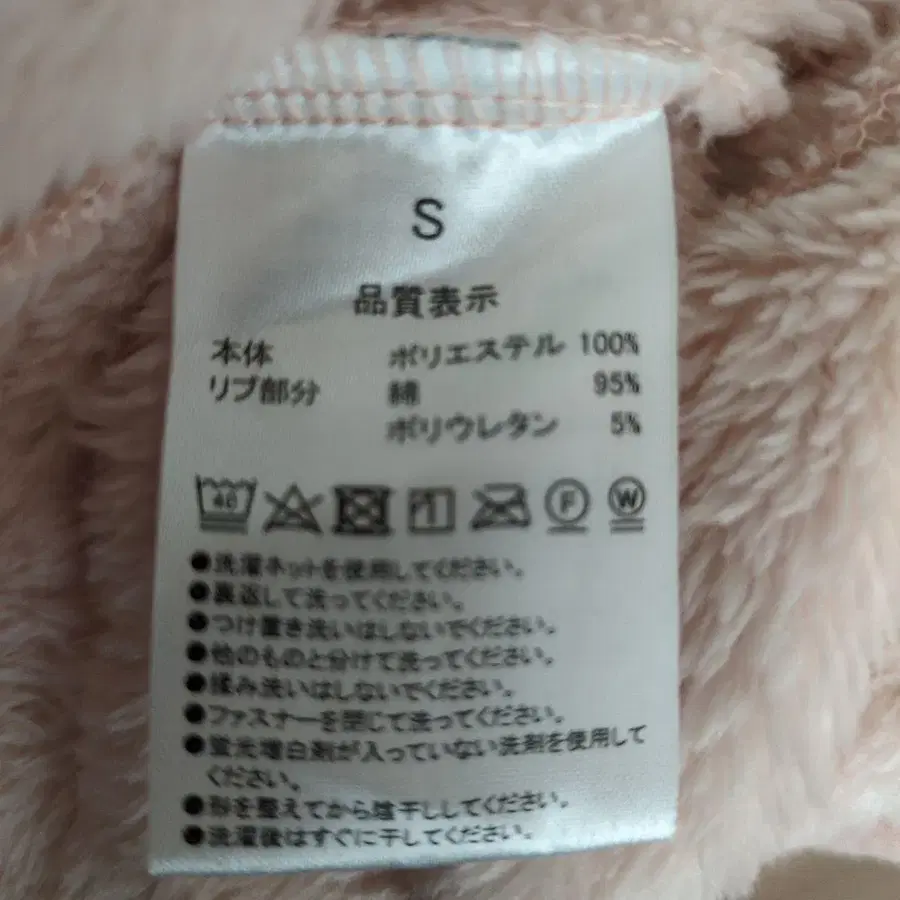 S
品質表示
本体 ポリエステル 100%
リブ部分 綿 95%
ポリウレタン 5%
40 F W
●洗濯ネットを使用してください。
●裏返して洗ってください。
●つけ置き洗いはしないでください。
●他のものと分けて洗ってください。
●揉み洗いはしないでください。
●ファスナーを閉じて洗ってください。
●蛍光増白剤が入っていない洗剤を使用して
ください。
●形を整えてから陰干ししてください。
●洗濯後はすぐに干してください。